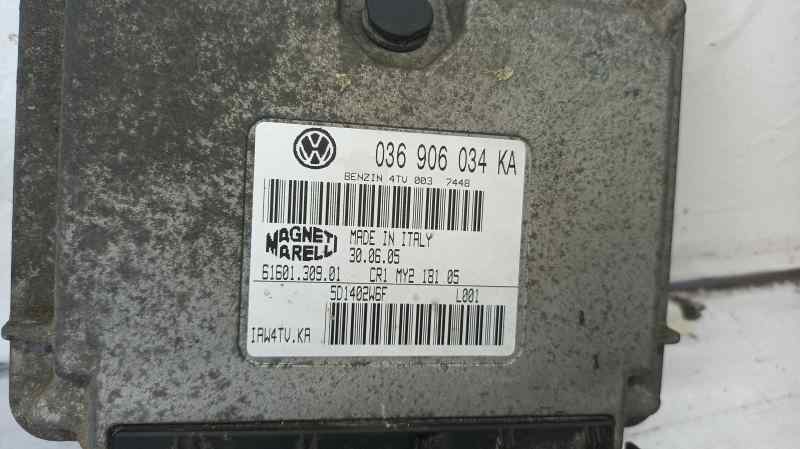 036 906 034 KA
BENZIN 4TV 003 7448
MAGNETI MARELLI
MADE IN ITALY
30.06.05
61601.309.01 CR1 MY2 181 05
5D1402W6F L001
IAW4TV.KA